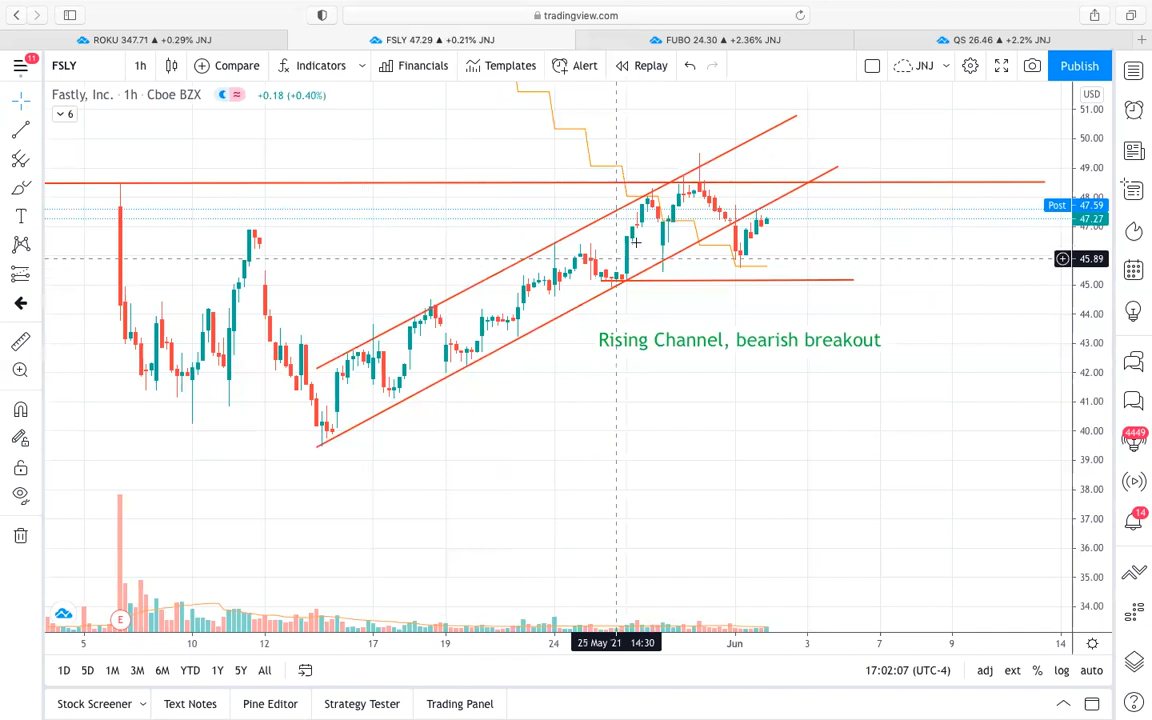 tradingview.com
ROKU 347.71 ▲ +0.29% JNJ
FSLY 47.29 ▲ +0.21% JNJ
FUBO 24.30 ▲ +2.36% JNJ
QS 26.46 ▲ +2.2% JNJ
11
FSLY
1h
Compare
Indicators
Financials
Templates
Alert
Replay
JNJ
Publish
Fastly, Inc. · 1h · Cboe BZX
+0.18 (+0.40%)
USD
6
51.00
50.00
49.00
48.00
Post 47.59
47.27
47.00
45.89
45.00
44.00
43.00
42.00
41.00
40.00
39.00
38.00
37.00
36.00
35.00
34.00
Rising Channel, bearish breakout
4449
14
E
5
10
12
17
19
24
25 May '21 14:30
Jun
3
7
9
14
1D
5D
1M
3M
6M
YTD
1Y
5Y
All
17:02:07 (UTC-4)
adj
ext
%
log
auto
Stock Screener
Text Notes
Pine Editor
Strategy Tester
Trading Panel